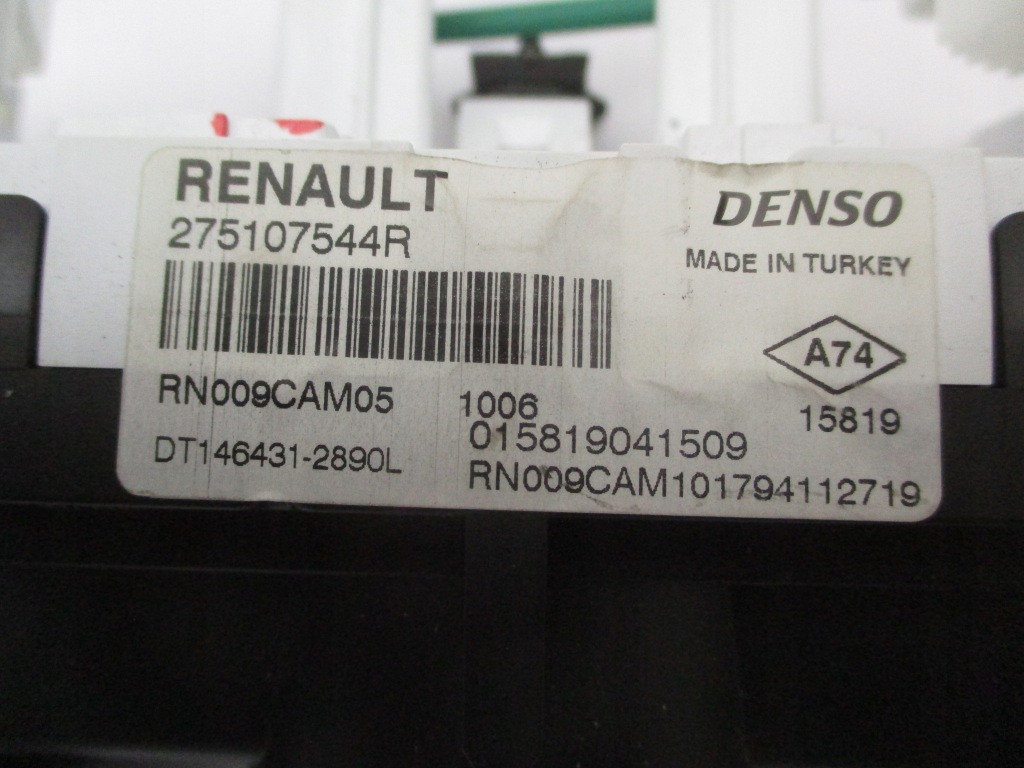 RENAULT
275107544R
DENSO
MADE IN TURKEY
A74
15819
RN009CAM05 1006
015819041509
DT146431-2890L
RN009CAM101794112719